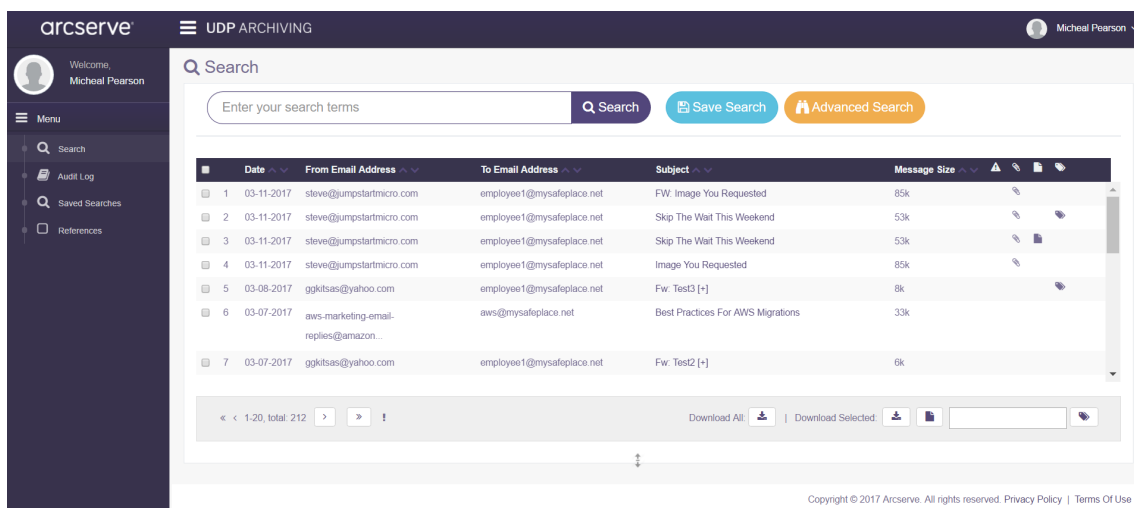 arcserve
UDP ARCHIVING
Micheal Pearson
Welcome,
Micheal Pearson
Menu
Search
Audit Log
Saved Searches
References
Search
Enter your search terms
Search
Save Search
Advanced Search
Date From Email Address To Email Address Subject Message Size
1 03-11-2017 steve@jumpstartmicro.com employee1@mysafeplace.net FW: Image You Requested 85k
2 03-11-2017 steve@jumpstartmicro.com employee1@mysafeplace.net Skip The Wait This Weekend 53k
3 03-11-2017 steve@jumpstartmicro.com employee1@mysafeplace.net Skip The Wait This Weekend 53k
4 03-11-2017 steve@jumpstartmicro.com employee1@mysafeplace.net Image You Requested 85k
5 03-08-2017 ggkitsas@yahoo.com employee1@mysafeplace.net Fw: Test3 [+] 8k
6 03-07-2017 aws-marketing-email- aws@mysafeplace.net Best Practices For AWS Migrations 33k
replies@amazon...
7 03-07-2017 ggkitsas@yahoo.com employee1@mysafeplace.net Fw: Test2 [+] 6k
« < 1-20, total: 212 > » ! Download All: | Download Selected:
Copyright © 2017 Arcserve. All rights reserved. Privacy Policy | Terms Of Use